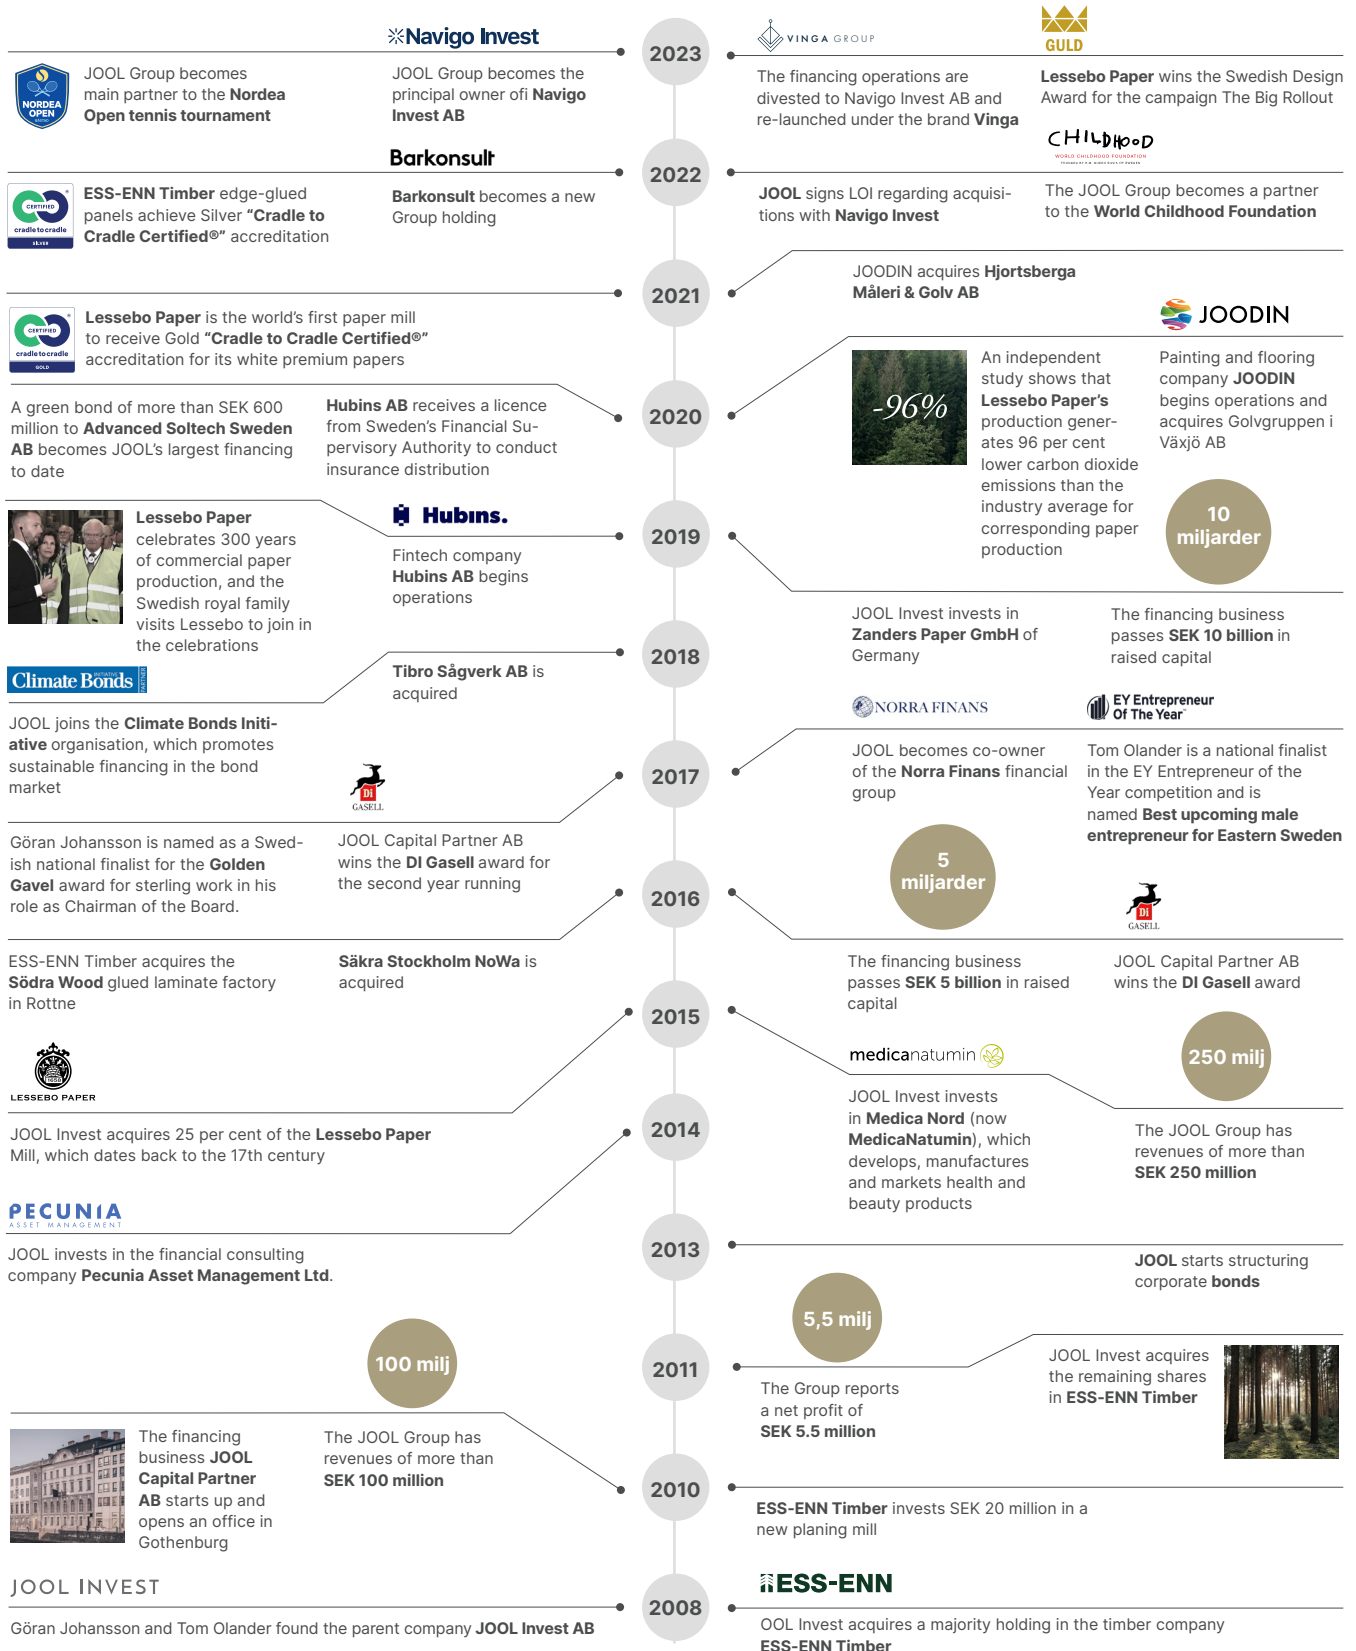 Navigo Invest
2023
VINGA GROUP
GULD
NORDEA
OPEN
BÅSTAD
JOOL Group becomes
main partner to the Nordea
Open tennis tournament
JOOL Group becomes the
principal owner ofi Navigo
Invest AB
The financing operations are
divested to Navigo Invest AB and
re-launched under the brand Vinga
Lessebo Paper wins the Swedish Design
Award for the campaign The Big Rollout
CHILDHOOD
WORLD CHILDHOOD FOUNDATION
FOUNDED BY H.M. QUEEN SILVIA OF SWEDEN
Barkonsult
2022
CERTIFIED
cradletocradle
SILVER
ESS-ENN Timber edge-glued
panels achieve Silver “Cradle to
Cradle Certified®” accreditation
Barkonsult becomes a new
Group holding
JOOL signs LOI regarding acquisi-
tions with Navigo Invest
The JOOL Group becomes a partner
to the World Childhood Foundation
2021
JOODIN acquires Hjortsberga
Måleri & Golv AB
CERTIFIED
cradletocradle
GOLD
Lessebo Paper is the world’s first paper mill
to receive Gold “Cradle to Cradle Certified®”
accreditation for its white premium papers
JOODIN
2020
A green bond of more than SEK 600
million to Advanced Soltech Sweden
AB becomes JOOL’s largest financing
to date
Hubins AB receives a licence
from Sweden’s Financial Su-
pervisory Authority to conduct
insurance distribution
-96%
An independent
study shows that
Lessebo Paper’s
production gener-
ates 96 per cent
lower carbon dioxide
emissions than the
industry average for
corresponding paper
production
Painting and flooring
company JOODIN
begins operations and
acquires Golvgruppen i
Växjö AB
10
miljarder
2019
Lessebo Paper
celebrates 300 years
of commercial paper
production, and the
Swedish royal family
visits Lessebo to join in
the celebrations
Hubins.
Fintech company
Hubins AB begins
operations
JOOL Invest invests in
Zanders Paper GmbH of
Germany
The financing business
passes SEK 10 billion in
raised capital
2018
Climate Bonds
INITIATIVE
PARTNER
JOOL joins the Climate Bonds Initi-
ative organisation, which promotes
sustainable financing in the bond
market
Tibro Sågverk AB is
acquired
NORRA FINANS
EY Entrepreneur
Of The Year™
2017
Di
GASELL
Göran Johansson is named as a Swed-
ish national finalist for the Golden
Gavel award for sterling work in his
role as Chairman of the Board.
JOOL Capital Partner AB
wins the DI Gasell award for
the second year running
JOOL becomes co-owner
of the Norra Finans financial
group
Tom Olander is a national finalist
in the EY Entrepreneur of the
Year competition and is
named Best upcoming male
entrepreneur for Eastern Sweden
5
miljarder
2016
Di
GASELL
ESS-ENN Timber acquires the
Södra Wood glued laminate factory
in Rottne
Säkra Stockholm NoWa is
acquired
The financing business
passes SEK 5 billion in raised
capital
JOOL Capital Partner AB
wins the DI Gasell award
2015
LESSEBO PAPER
JOOL Invest acquires 25 per cent of the Lessebo Paper
Mill, which dates back to the 17th century
medicanatumin
250 milj
JOOL Invest invests
in Medica Nord (now
MedicaNatumin), which
develops, manufactures
and markets health and
beauty products
The JOOL Group has
revenues of more than
SEK 250 million
2014
PECUNIA
ASSET MANAGEMENT
JOOL invests in the financial consulting
company Pecunia Asset Management Ltd.
2013
JOOL starts structuring
corporate bonds
5,5 milj
2011
The Group reports
a net profit of
SEK 5.5 million
JOOL Invest acquires
the remaining shares
in ESS-ENN Timber
100 milj
2010
The financing
business JOOL
Capital Partner
AB starts up and
opens an office in
Gothenburg
The JOOL Group has
revenues of more than
SEK 100 million
ESS-ENN Timber invests SEK 20 million in a
new planing mill
JOOL INVEST
2008
ESS-ENN
Göran Johansson and Tom Olander found the parent company JOOL Invest AB
OOL Invest acquires a majority holding in the timber company
ESS-ENN Timber